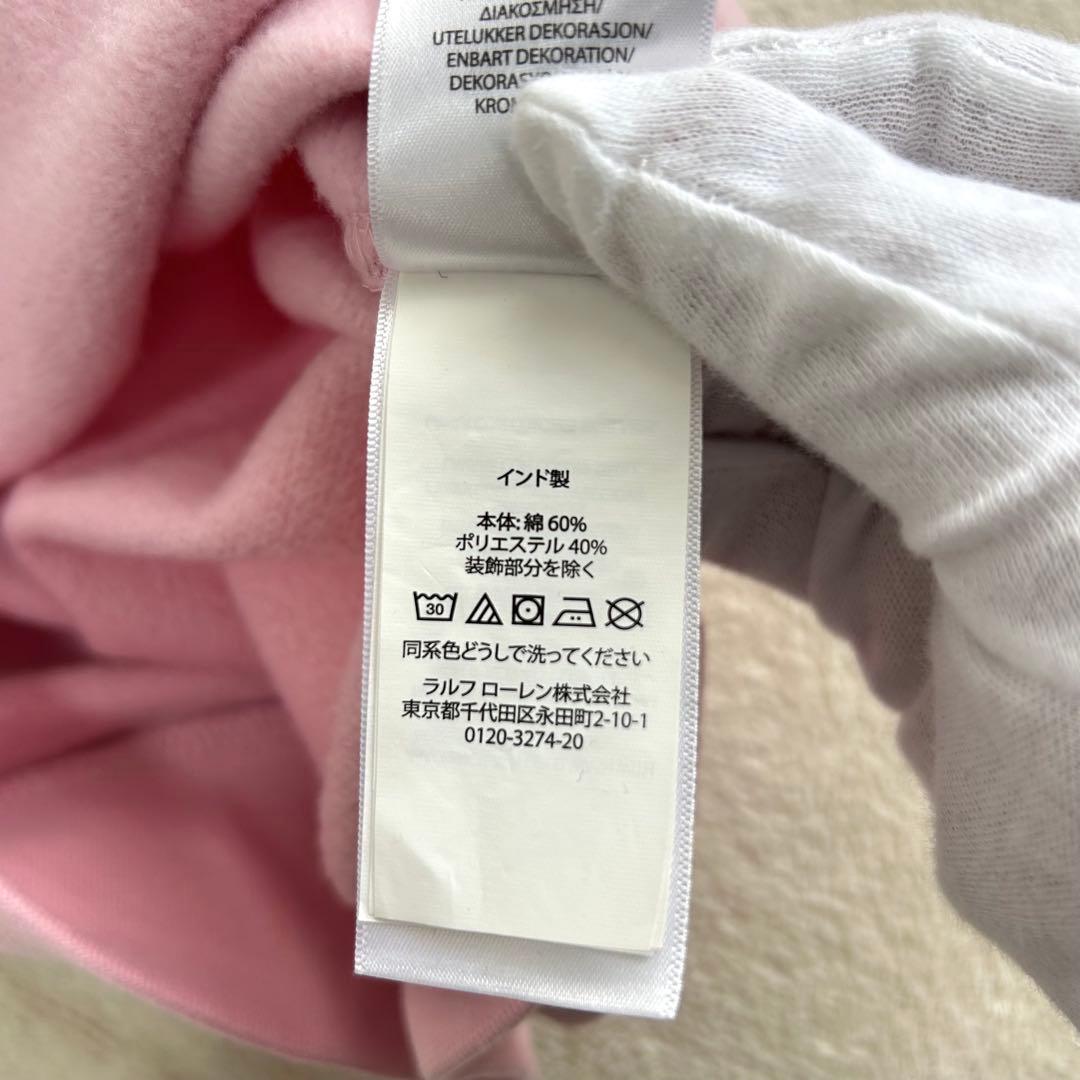 ΔΙΑΚΟΣΜΗΣΗ/
UTELUKKER DEKORASJON/
ENBART DEKORATION/
インド製
本体: 綿 60%
ポリエステル 40%
装飾部分を除く
30
同系色どうしで洗ってください
ラルフ ローレン株式会社
東京都千代田区永田町2-10-1
0120-3274-20